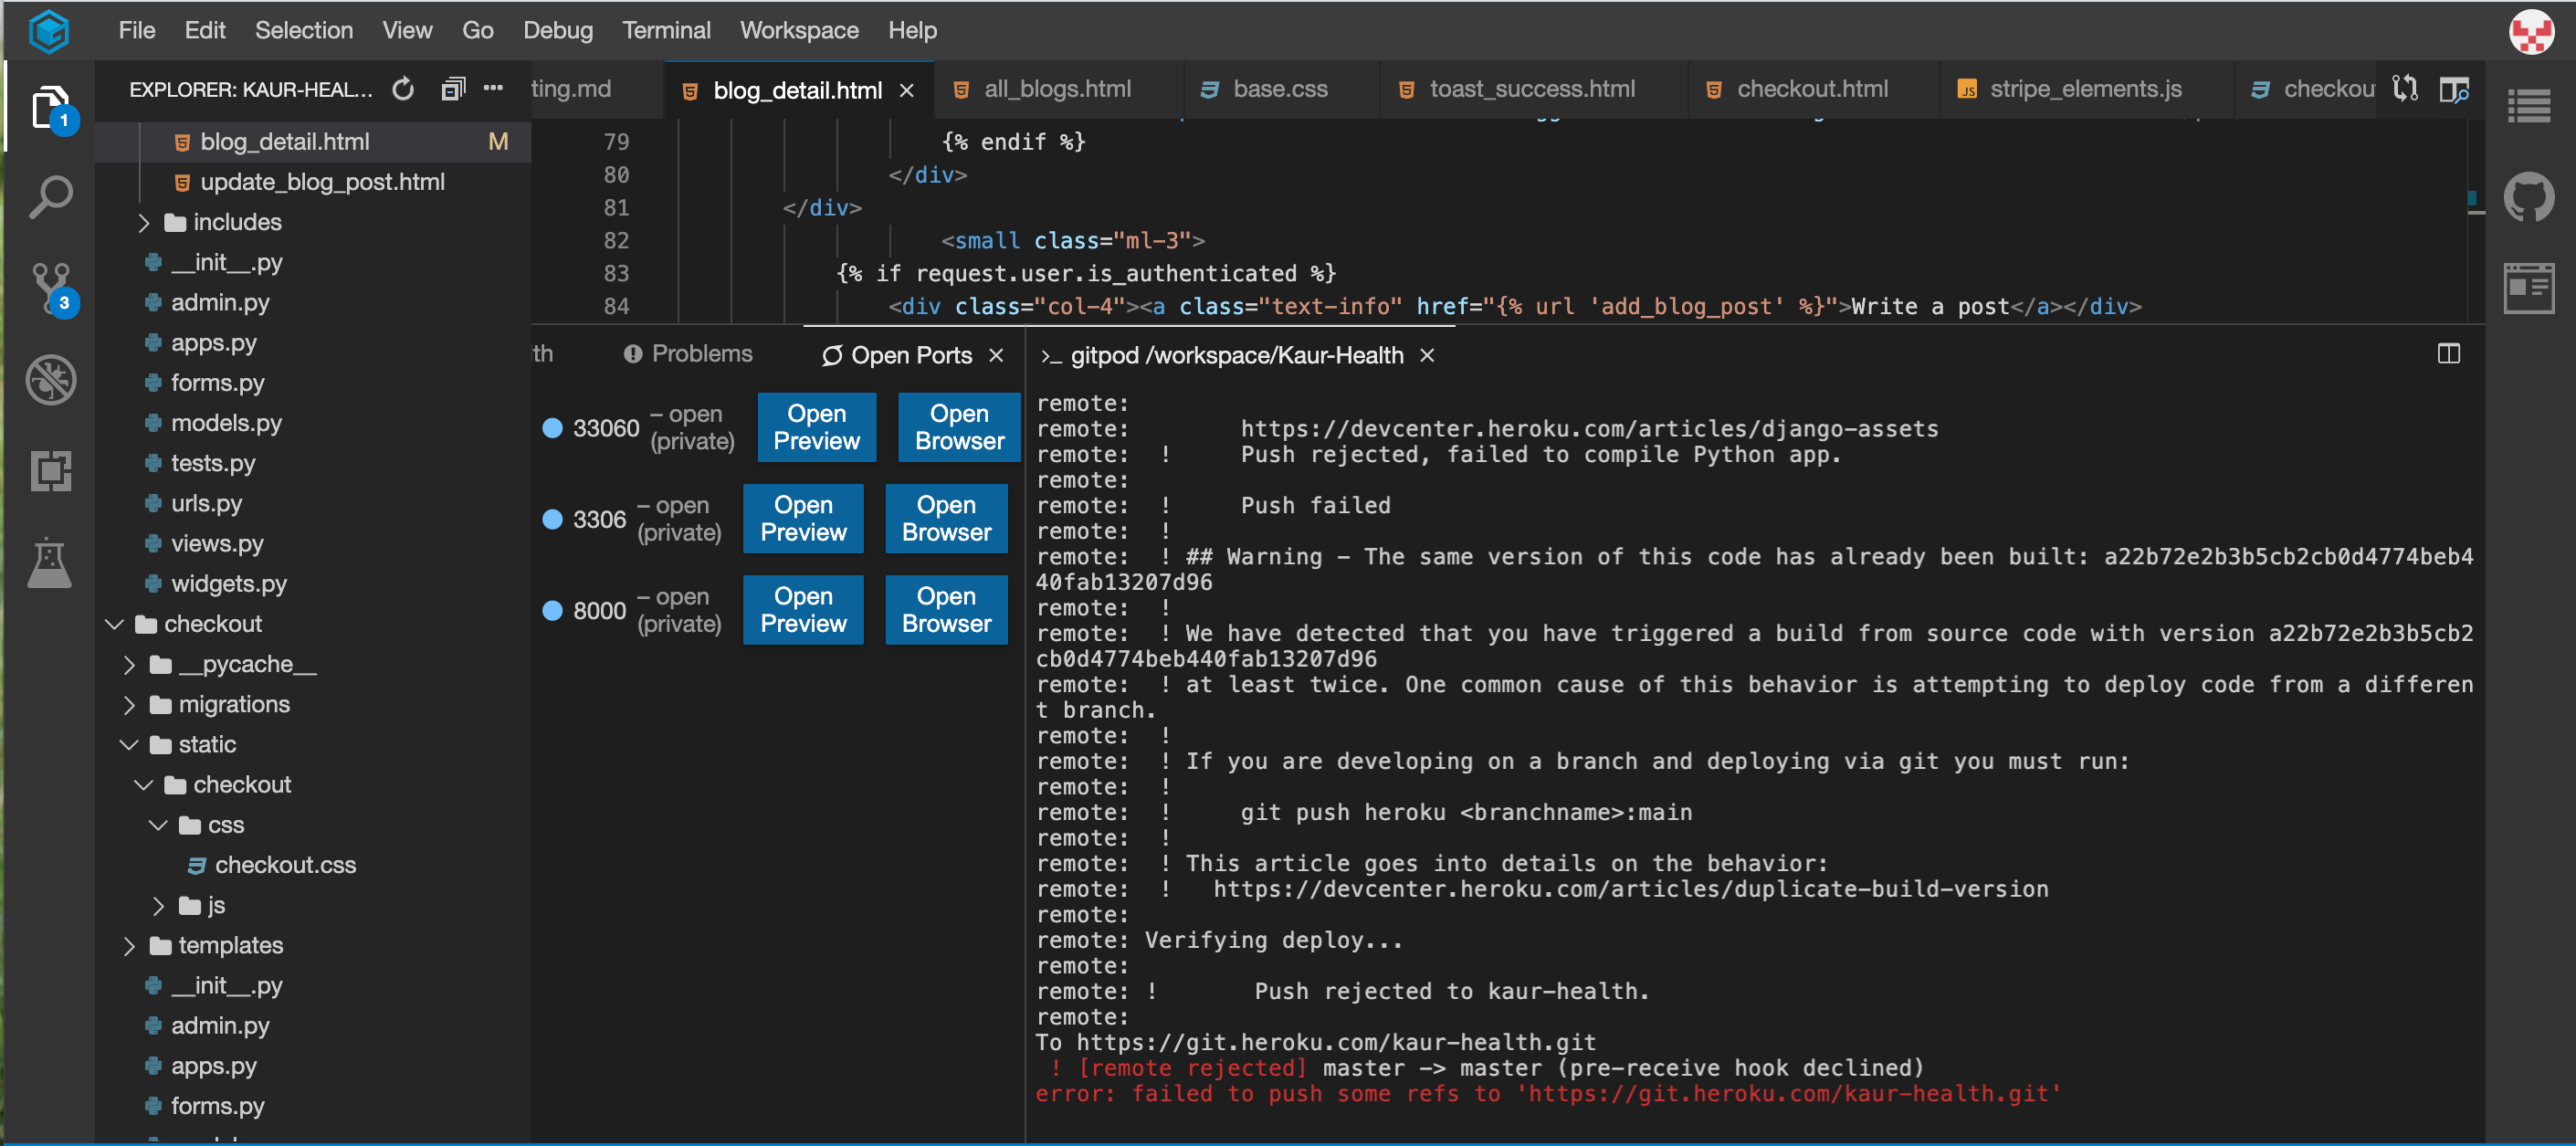 File Edit Selection View Go Debug Terminal Workspace Help
EXPLORER: KAUR-HEAL...
ting.md blog_detail.html all_blogs.html base.css toast_success.html checkout.html stripe_elements.js checkou
1
3
blog_detail.html M
update_blog_post.html
includes
__init__.py
admin.py
apps.py
forms.py
models.py
tests.py
urls.py
views.py
widgets.py
checkout
__pycache__
migrations
static
checkout
css
checkout.css
js
templates
__init__.py
admin.py
apps.py
forms.py
79 {% endif %}
80 </div>
81 </div>
82 <small class="ml-3">
83 {% if request.user.is_authenticated %}
84 <div class="col-4"><a class="text-info" href="{% url 'add_blog_post' %}">Write a post</a></div>
ith Problems Open Ports
33060 – open (private) Open Preview Open Browser
3306 – open (private) Open Preview Open Browser
8000 – open (private) Open Preview Open Browser
>_ gitpod /workspace/Kaur-Health
remote:
remote: https://devcenter.heroku.com/articles/django-assets
remote: ! Push rejected, failed to compile Python app.
remote:
remote: ! Push failed
remote: !
remote: ! ## Warning - The same version of this code has already been built: a22b72e2b3b5cb2cb0d4774beb4
40fab13207d96
remote: !
remote: ! We have detected that you have triggered a build from source code with version a22b72e2b3b5cb2
cb0d4774beb440fab13207d96
remote: ! at least twice. One common cause of this behavior is attempting to deploy code from a differen
t branch.
remote: !
remote: ! If you are developing on a branch and deploying via git you must run:
remote: !
remote: ! git push heroku <branchname>:main
remote: !
remote: ! This article goes into details on the behavior:
remote: ! https://devcenter.heroku.com/articles/duplicate-build-version
remote:
remote: Verifying deploy...
remote:
remote: ! Push rejected to kaur-health.
remote:
To https://git.heroku.com/kaur-health.git
! [remote rejected] master -> master (pre-receive hook declined)
error: failed to push some refs to 'https://git.heroku.com/kaur-health.git'